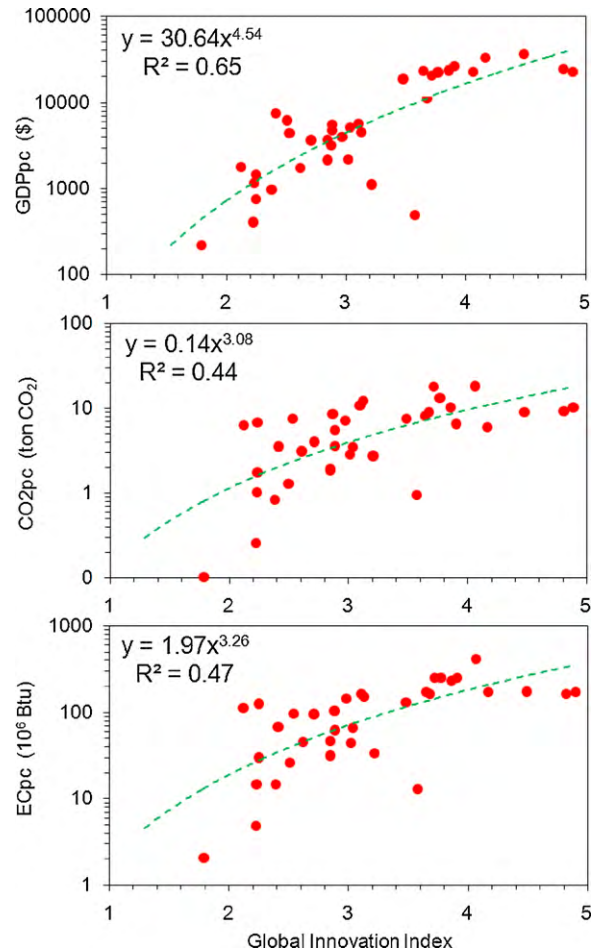 100000
y = 30.64x^4.54
R² = 0.65
10000
GDPpc ($)
1000
100
1 2 3 4 5
100
y = 0.14x^3.08
R² = 0.44
10
CO2pc (ton CO₂)
1
0
1 2 3 4 5
1000
y = 1.97x^3.26
R² = 0.47
100
ECpc (10⁶ Btu)
10
1
1 2 3 4 5
Global Innovation Index